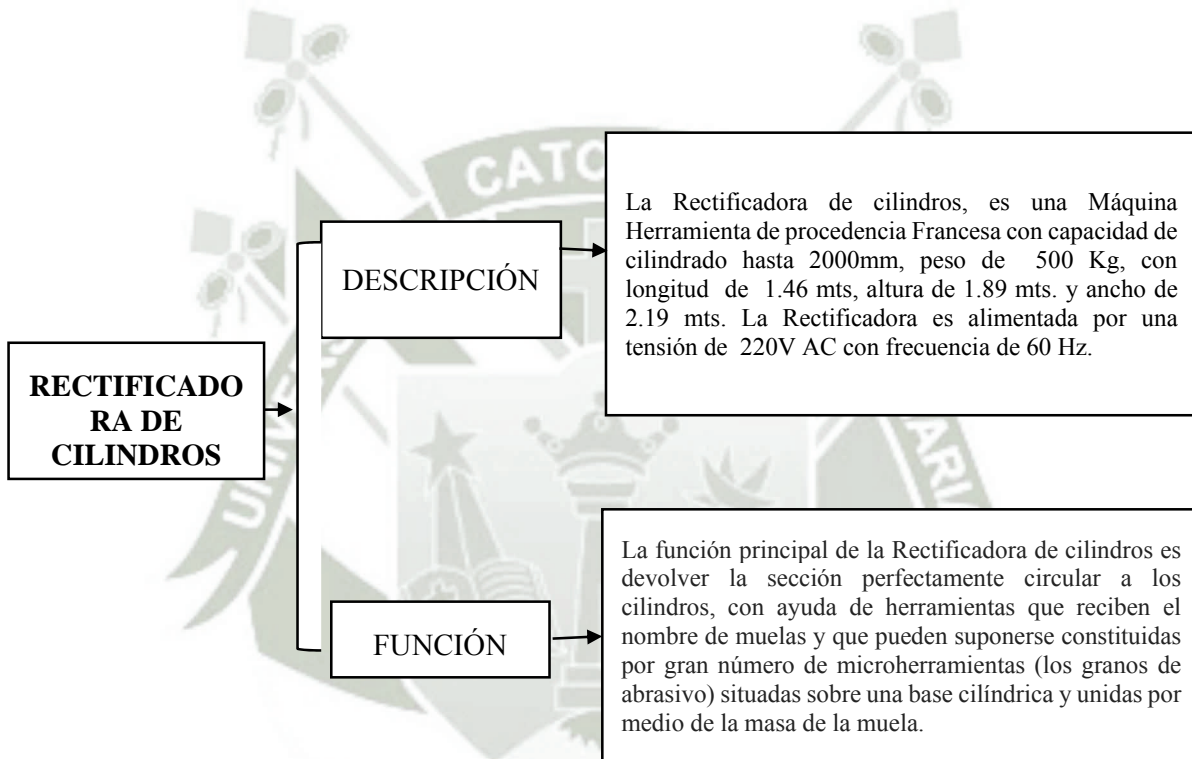 CATO
UNIVERS
ARI
RECTIFICADO
RA DE
CILINDROS
DESCRIPCIÓN
La Rectificadora de cilindros, es una Máquina
Herramienta de procedencia Francesa con capacidad de
cilindrado hasta 2000mm, peso de 500 Kg, con
longitud de 1.46 mts, altura de 1.89 mts. y ancho de
2.19 mts. La Rectificadora es alimentada por una
tensión de 220V AC con frecuencia de 60 Hz.
FUNCIÓN
La función principal de la Rectificadora de cilindros es
devolver la sección perfectamente circular a los
cilindros, con ayuda de herramientas que reciben el
nombre de muelas y que pueden suponerse constituidas
por gran número de microherramientas (los granos de
abrasivo) situadas sobre una base cilíndrica y unidas por
medio de la masa de la muela.